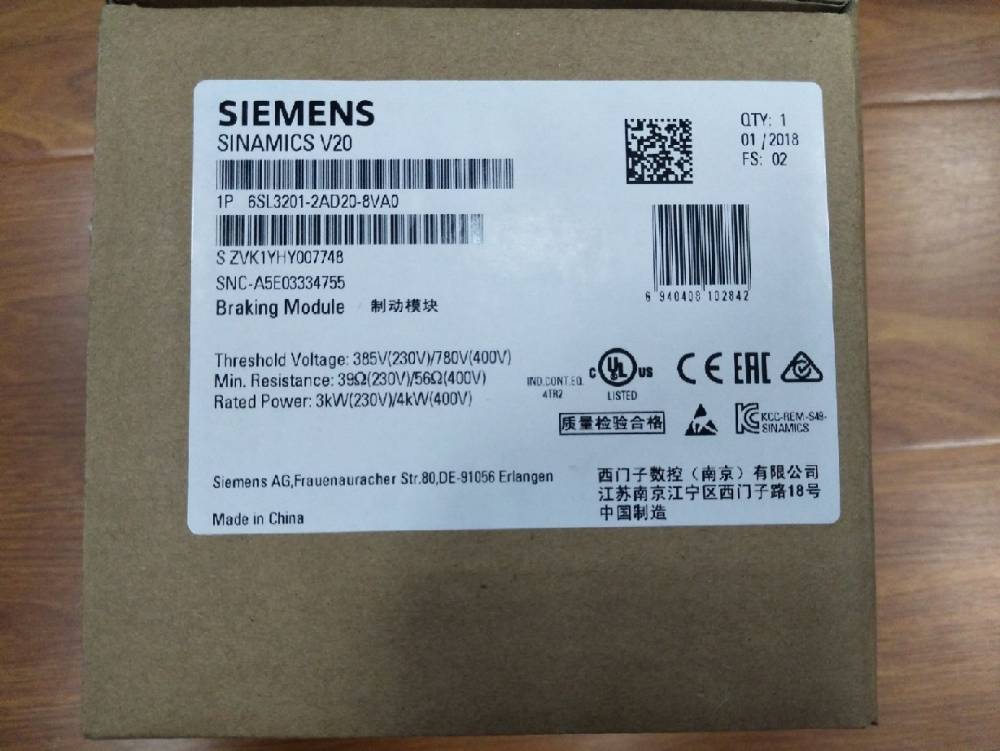 SIEMENS
SINAMICS V20
QTY: 1
01/2018
FS: 02
1P 6SL3201-2AD20-8VA0
S ZVK1YHY007748
SNC-A5E03334755
Braking Module 制动模块
6 940408 102842
Threshold Voltage: 385V(230V)/780V(400V)
Min. Resistance: 39Ω(230V)/56Ω(400V)
Rated Power: 3kW(230V)/4kW(400V)
IND.CONT.EQ.
4TR2
C UL US
LISTED
CE EAC
质量检验合格
KCC-REM-S49-
SINAMICS
Siemens AG,Frauenauracher Str.80,DE-91056 Erlangen
Made in China
西门子数控（南京）有限公司
江苏南京江宁区西门子路18号
中国制造